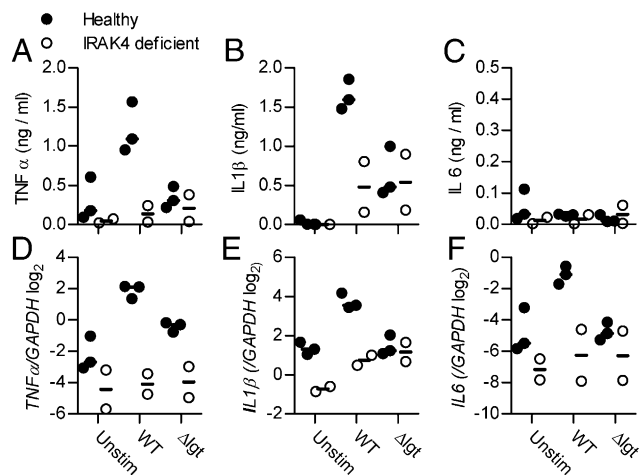 Healthy
IRAK4 deficient
A
B
C
TNF α (ng / ml)
2.0
1.5
1.0
0.5
0.0
IL1β (ng/ml)
2.0
1.5
1.0
0.5
0.0
IL 6 (ng / ml)
0.5
0.4
0.3
0.2
0.1
0.0
D
E
F
TNFα/GAPDH log2
4
2
0
-2
-4
-6
IL1β (/GAPDH log2)
6
4
2
0
-2
IL6 (/GAPDH log2)
0
-2
-4
-6
-8
-10
Unstim
WT
Δlgt
Unstim
WT
Δlgt
Unstim
WT
Δlgt